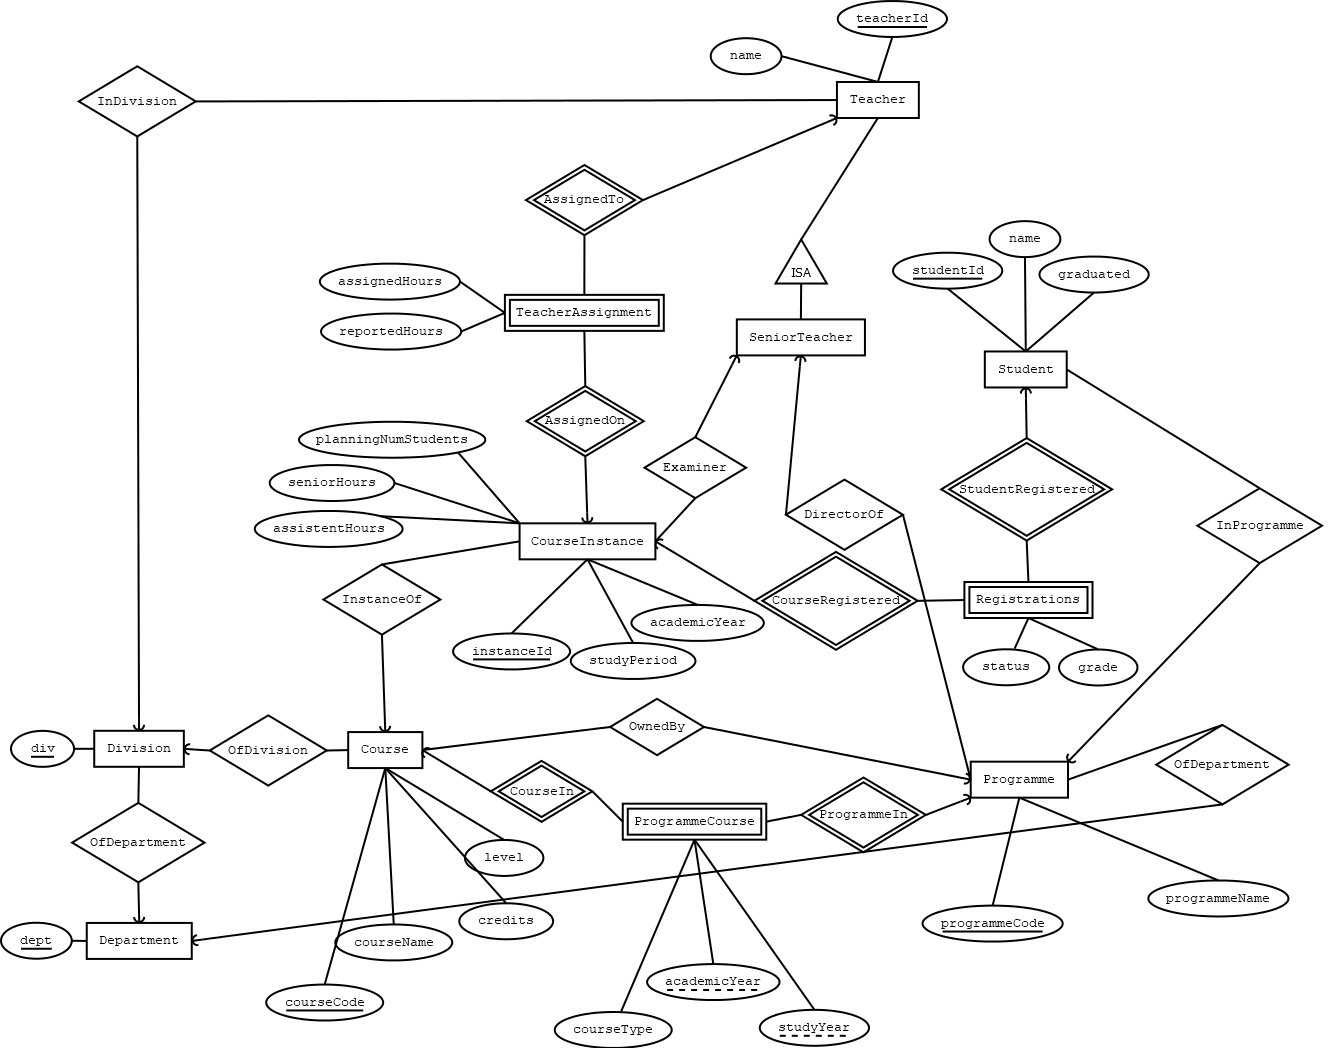 teacherId
name
InDivision
Teacher
AssignedTo
name
studentId
graduated
ISA
assignedHours
TeacherAssignment
reportedHours
SeniorTeacher
Student
AssignedOn
planningNumStudents
Examiner
seniorHours
StudentRegistered
DirectorOf
assistentHours
InProgramme
CourseInstance
InstanceOf
CourseRegistered
Registrations
academicYear
instanceId
studyPeriod
status
grade
OwnedBy
div
Division
OfDivision
Course
OfDepartment
Programme
CourseIn
ProgrammeIn
ProgrammeCourse
OfDepartment
level
programmeName
credits
programmeCode
dept
Department
courseName
academicYear
courseCode
courseType
studyYear